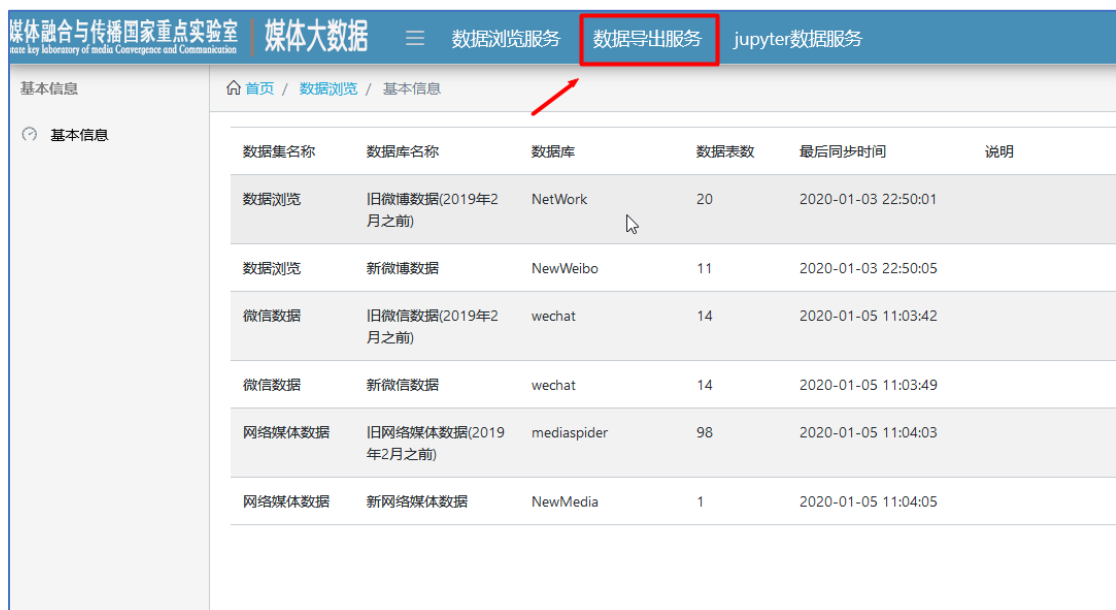 媒体融合与传播国家重点实验室 媒体大数据 数据浏览服务 数据导出服务 jupyter数据服务
state key laboratory of media Convergence and Communication
基本信息 首页 / 数据浏览 / 基本信息
基本信息
数据集名称 数据库名称 数据库 数据表数 最后同步时间 说明
数据浏览 旧微博数据(2019年2 NetWork 20 2020-01-03 22:50:01
月之前)
数据浏览 新微博数据 NewWeibo 11 2020-01-03 22:50:05
微信数据 旧微信数据(2019年2 wechat 14 2020-01-05 11:03:42
月之前)
微信数据 新微信数据 wechat 14 2020-01-05 11:03:49
网络媒体数据 旧网络媒体数据(2019 mediaspider 98 2020-01-05 11:04:03
年2月之前)
网络媒体数据 新网络媒体数据 NewMedia 1 2020-01-05 11:04:05